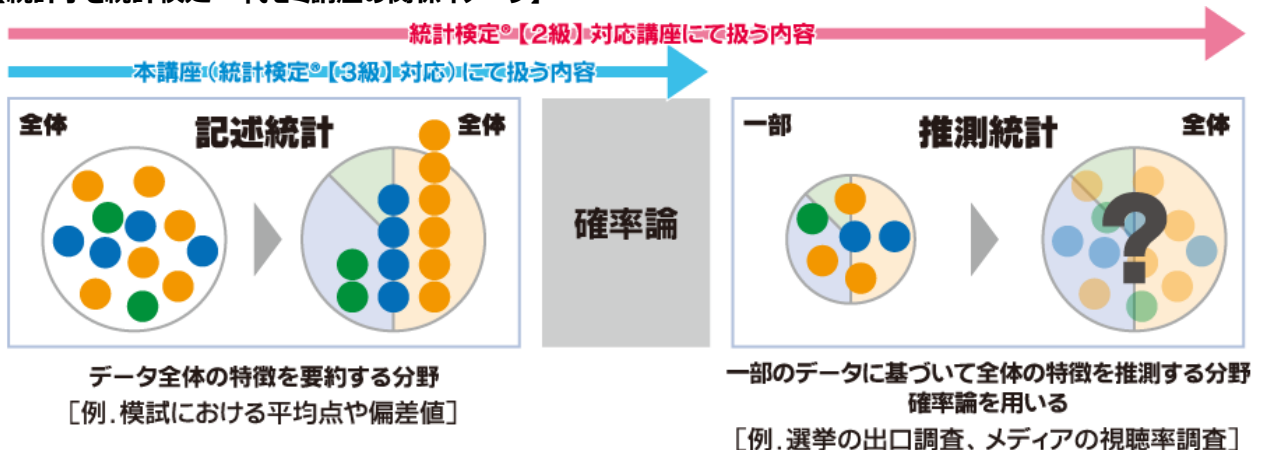 統計検定®【2級】対応講座にて扱う内容
本講座（統計検定®【3級】対応）にて扱う内容
全体
記述統計
全体
確率論
一部
推測統計
全体
?
データ全体の特徴を要約する分野
［例.模試における平均点や偏差値］
一部のデータに基づいて全体の特徴を推測する分野
確率論を用いる
［例.選挙の出口調査、メディアの視聴率調査］